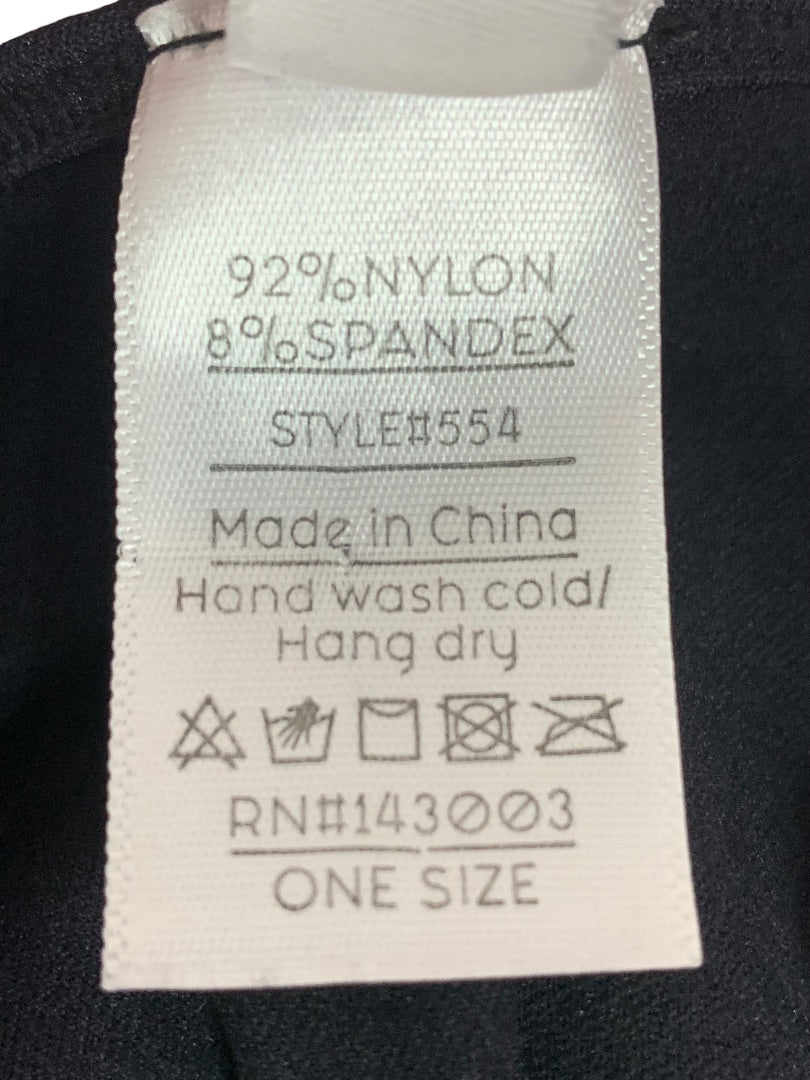 92%NYLON
8%SPANDEX
STYLE#554
Made in China
Hand wash cold/
Hang dry
RN#143003
ONE SIZE